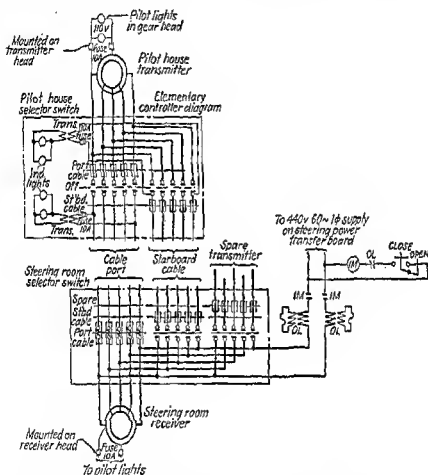 Pilot lights
in gear head
110V
Mounted on
transmitter
head
Fuse
10A
Pilot house
transmitter
Pilot house
selector switch
Elementary
controller diagram
Trans.
Fuse
10A
Port
cable
Off
Ind.
lights
Stbd.
cable
Fuse
10A
Trans.
Cable
port
Starboard
cable
Spare
transmitter
To 440v 60~ 1ϕ supply
on steering power
transfer board
CLOSE
OPEN
OL
1M
Steering room
selector switch
Spare
Stbd
cable
Port
cable
1M
1M
OL
OL
Steering room
receiver
Mounted on
receiver head
Fuse
10A
To pilot lights